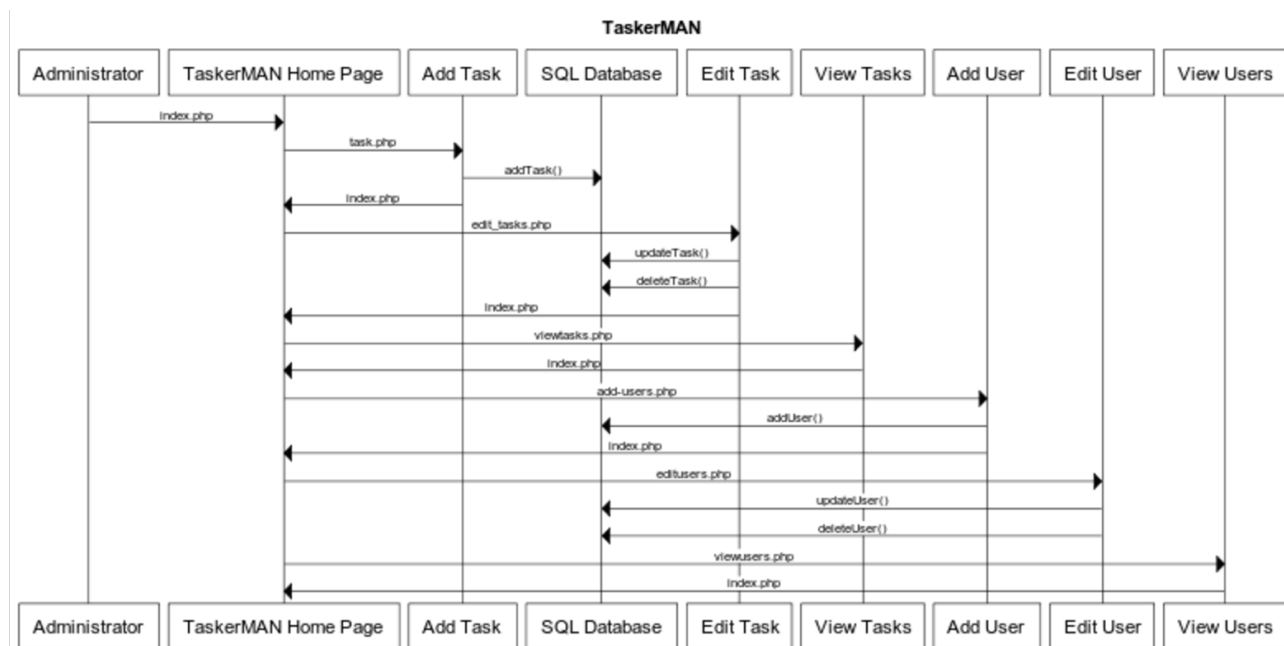 TaskerMAN
Administrator TaskerMAN Home Page Add Task SQL Database Edit Task View Tasks Add User Edit User View Users
index.php
task.php
addTask()
index.php
edit_tasks.php
updateTask()
deleteTask()
index.php
viewtasks.php
index.php
add-users.php
addUser()
index.php
editusers.php
updateUser()
deleteUser()
viewusers.php
index.php
Administrator TaskerMAN Home Page Add Task SQL Database Edit Task View Tasks Add User Edit User View Users